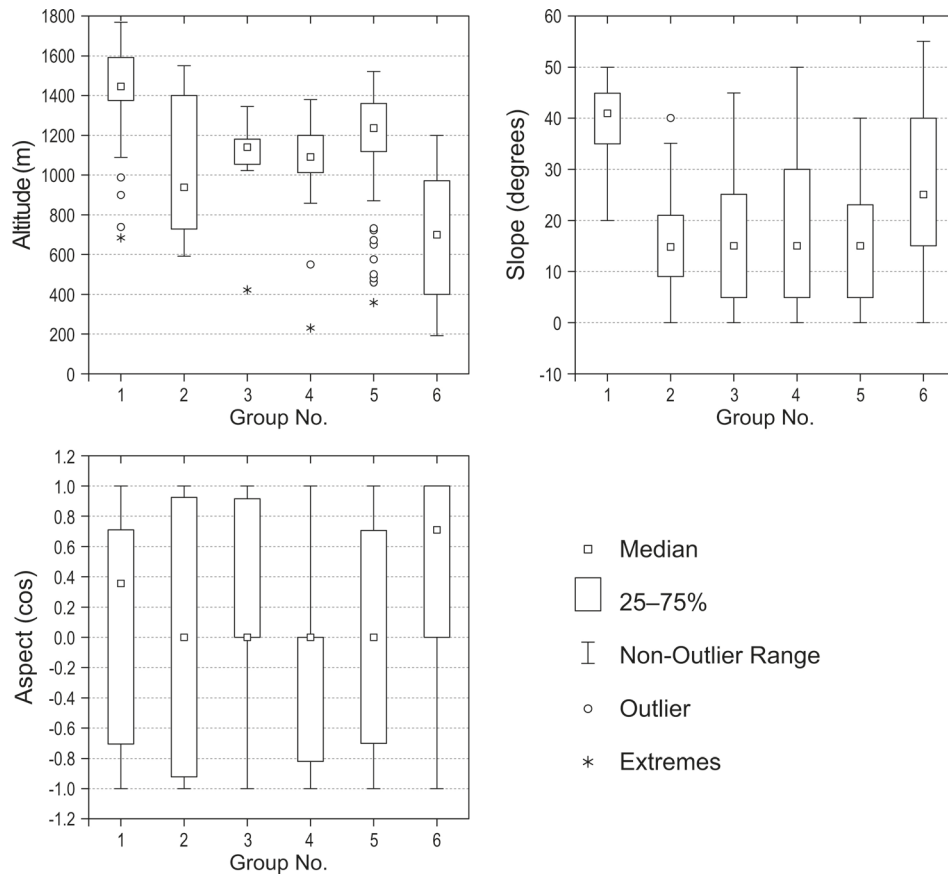 1800
1600
1400
1200
1000
800
600
400
200
0
Altitude (m)
1 2 3 4 5 6
Group No.
60
50
40
30
20
10
0
-10
Slope (degrees)
1 2 3 4 5 6
Group No.
1.2
1.0
0.8
0.6
0.4
0.2
0.0
-0.2
-0.4
-0.6
-0.8
-1.0
-1.2
Aspect (cos)
1 2 3 4 5 6
Group No.
Median
25–75%
Non-Outlier Range
Outlier
Extremes